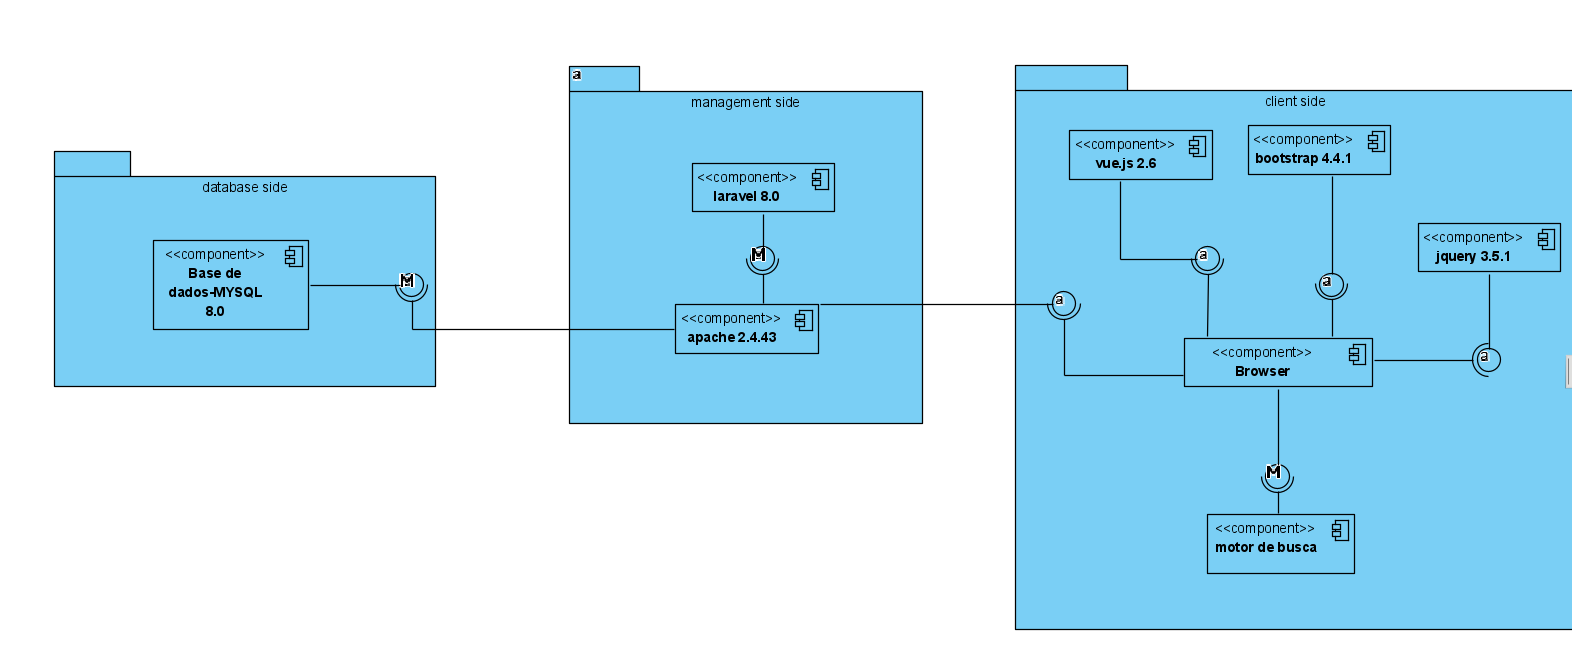 database side
<<component>>
Base de
dados-MYSQL
8.0
M
a
management side
<<component>>
laravel 8.0
M
<<component>>
apache 2.4.43
client side
<<component>>
vue.js 2.6
<<component>>
bootstrap 4.4.1
<<component>>
jquery 3.5.1
a
a
a
a
<<component>>
Browser
M
<<component>>
motor de busca